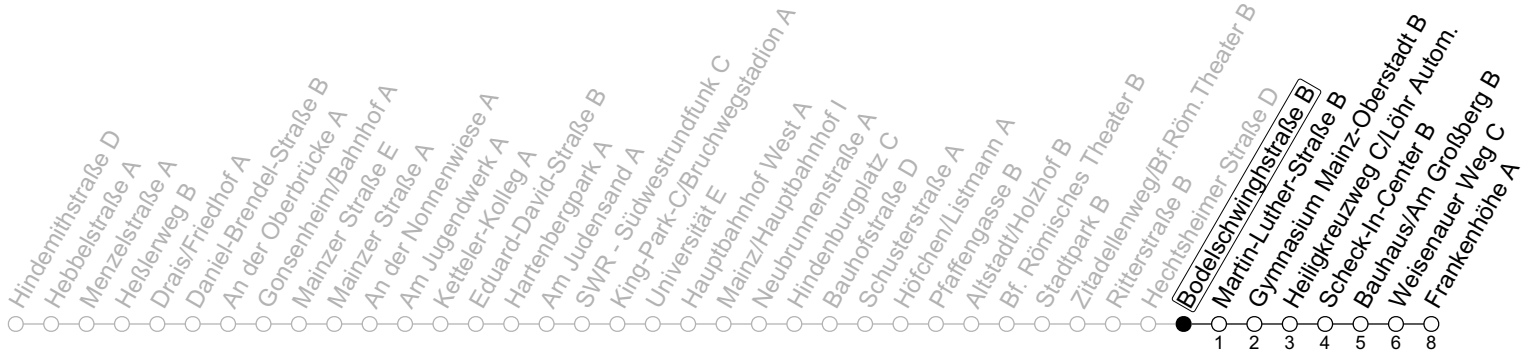 Hindemithstraße D
Hebbelstraße A
Menzelstraße A
Heßlerweg B
Drais/Friedhof A
Daniel-Brendel-Straße B
An der Oberbrücke A
Gonsenheim/Bahnhof A
Mainzer Straße E
Mainzer Straße A
An der Nonnenwiese A
Am Jugendwerk A
Ketteler-Kolleg A
Eduard-David-Straße B
Hartenbergpark A
Am Judensand A
SWR - Südwestrundfunk C
King-Park-C/Bruchwegstadion A
Universität E
Hauptbahnhof West A
Mainz/Hauptbahnhof I
Neubrunnenstraße A
Hindenburgplatz C
Bauhofstraße D
Schusterstraße A
Höfchen/Listmann A
Pfaffengasse B
Altstadt/Holzhof B
Bf. Römisches Theater B
Stadtpark B
Zitadellenweg/Bf.Röm. Theater B
Ritterstraße B
Hechtsheimer Straße D
Bodelschwinghstraße B
Martin-Luther-Straße B
Gymnasium Mainz-Oberstadt B
Heiligkreuzweg C/Löhr Autom.
Scheck-In-Center B
Bauhaus/Am Großberg B
Weisenauer Weg C
Frankenhöhe A
1 2 3 4 5 6 8